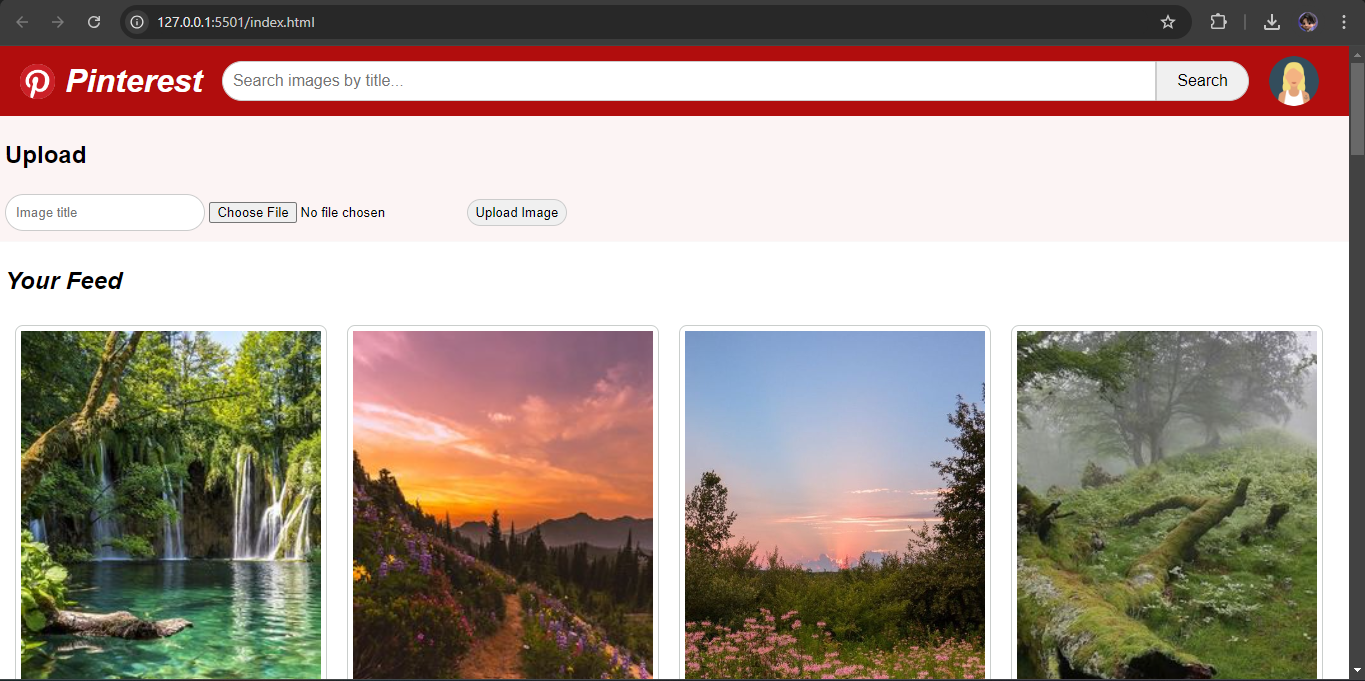 127.0.0.1:5501/index.html
Pinterest Search images by title... Search
Upload
Image title Choose File No file chosen Upload Image
Your Feed